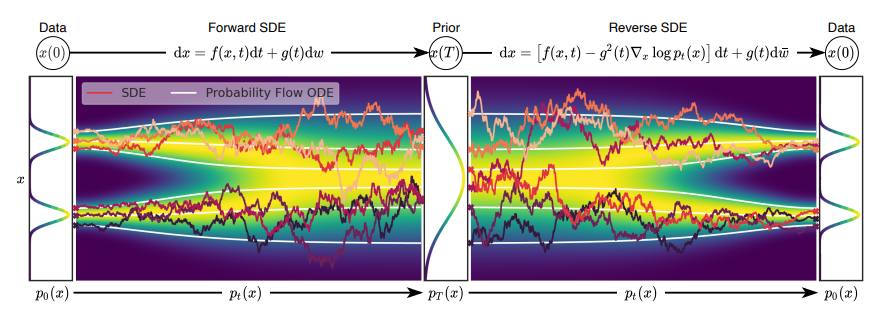 Data Forward SDE Prior Reverse SDE Data
x(0) dx = f(x, t)dt + g(t)dw x(T) dx = [f(x, t) − g²(t)∇ₓ log pₜ(x)] dt + g(t)dw̄ x(0)
SDE Probability Flow ODE
x
p₀(x) pₜ(x) p_T(x) pₜ(x) p₀(x)